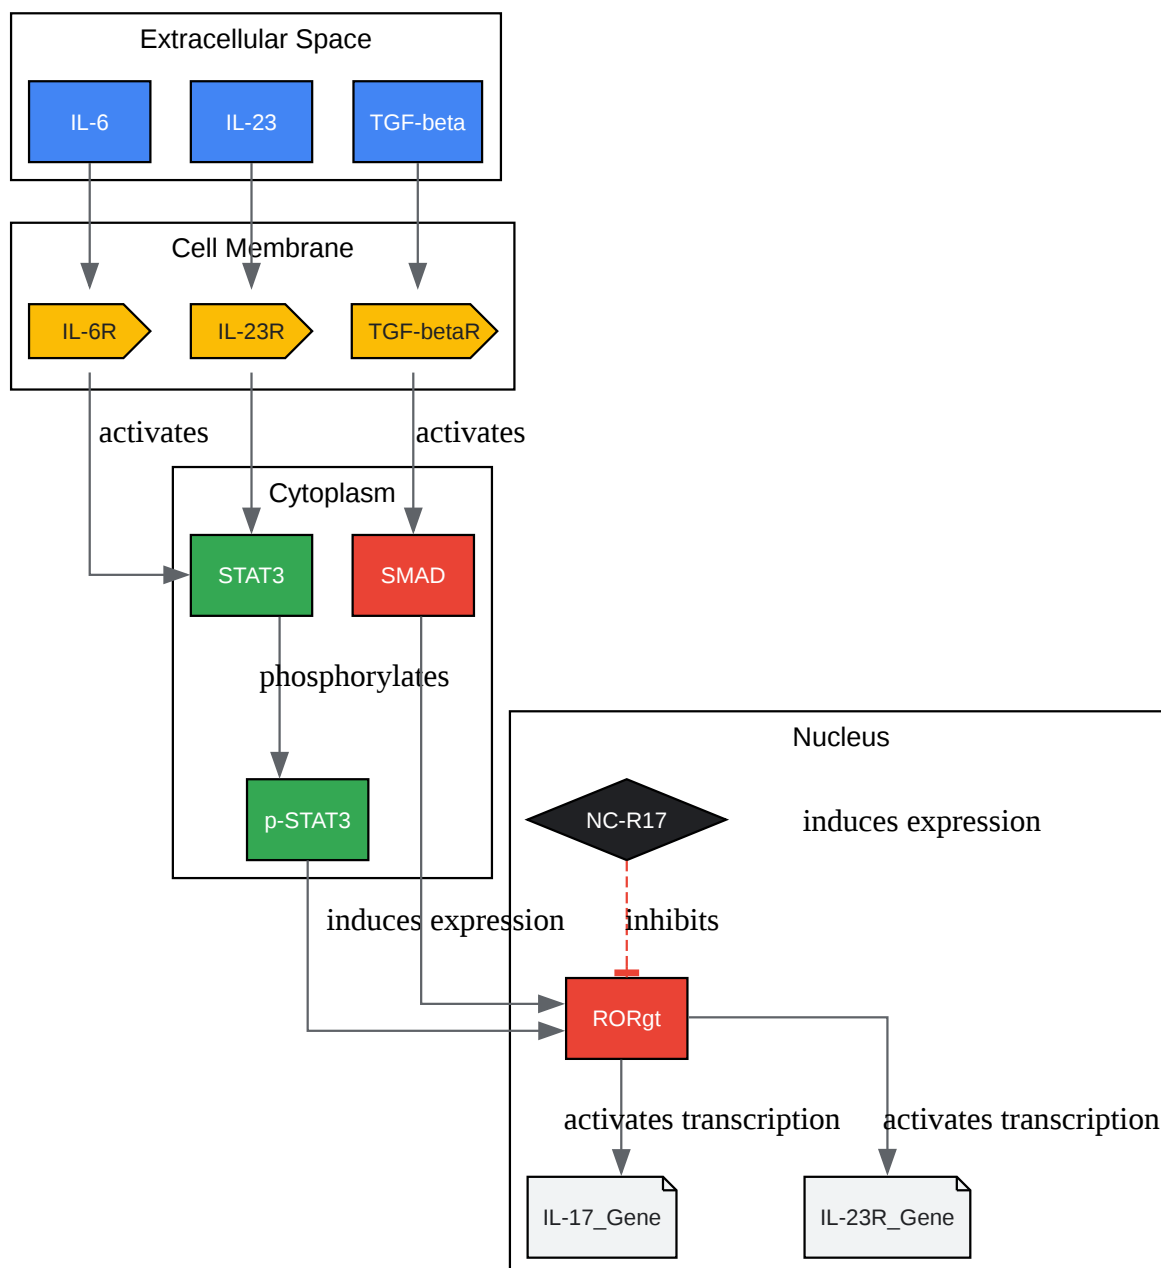 Extracellular Space
IL-6
IL-23
TGF-beta
Cell Membrane
IL-6R
IL-23R
TGF-betaR
activates
activates
Cytoplasm
STAT3
SMAD
phosphorylates
Nucleus
p-STAT3
NC-R17
induces expression
induces expression
inhibits
RORgt
activates transcription
activates transcription
IL-17_Gene
IL-23R_Gene